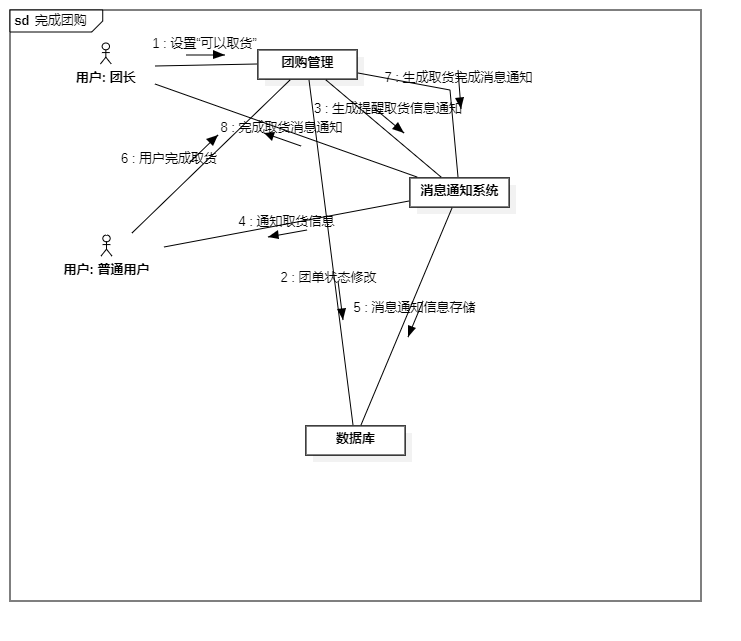 sd 完成团购
1 : 设置“可以取货”
团购管理
用户: 团长
7 : 生成取货完成消息通知
3 : 生成提醒取货信息通知
8 : 完成取货消息通知
6 : 用户完成取货
消息通知系统
4 : 通知取货信息
用户: 普通用户
2 : 团单状态修改
5 : 消息通知信息存储
数据库